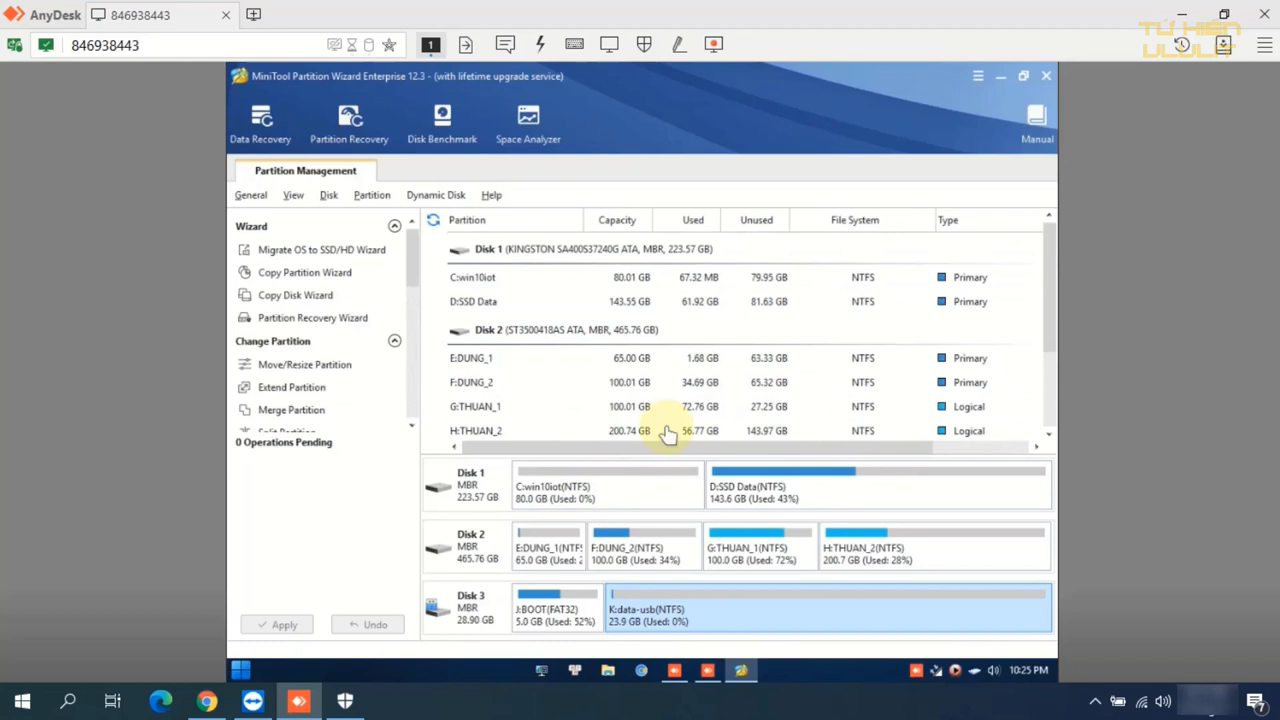 AnyDesk 846938443
TỨ HIỂN
846938443 1
ULULAT
MiniTool Partition Wizard Enterprise 12.3 - (with lifetime upgrade service)
Data Recovery Partition Recovery Disk Benchmark Space Analyzer Manual
Partition Management
General View Disk Partition Dynamic Disk Help
Wizard
Migrate OS to SSD/HD Wizard
Copy Partition Wizard
Copy Disk Wizard
Partition Recovery Wizard
Change Partition
Move/Resize Partition
Extend Partition
Merge Partition
Split Partition
0 Operations Pending
Apply Undo
Partition Capacity Used Unused File System Type
Disk 1 (KINGSTON SA400S37240G ATA, MBR, 223.57 GB)
C:win10iot 80.01 GB 67.32 MB 79.95 GB NTFS Primary
D:SSD Data 143.55 GB 61.92 GB 81.63 GB NTFS Primary
Disk 2 (ST3500418AS ATA, MBR, 465.76 GB)
E:DUNG_1 65.00 GB 1.68 GB 63.33 GB NTFS Primary
F:DUNG_2 100.01 GB 34.69 GB 65.32 GB NTFS Primary
G:THUAN_1 100.01 GB 72.76 GB 27.25 GB NTFS Logical
H:THUAN_2 200.74 GB 56.77 GB 143.97 GB NTFS Logical
Disk 1
MBR
223.57 GB
C:win10iot(NTFS)
80.0 GB (Used: 0%)
D:SSD Data(NTFS)
143.6 GB (Used: 43%)
Disk 2
MBR
465.76 GB
E:DUNG_1(NTFS
65.0 GB (Used: 2
F:DUNG_2(NTFS)
100.0 GB (Used: 34%)
G:THUAN_1(NTFS)
100.0 GB (Used: 72%)
H:THUAN_2(NTFS)
200.7 GB (Used: 28%)
Disk 3
MBR
28.90 GB
J:BOOT(FAT32)
5.0 GB (Used: 52%)
K:data-usb(NTFS)
23.9 GB (Used: 0%)
10:25 PM
7